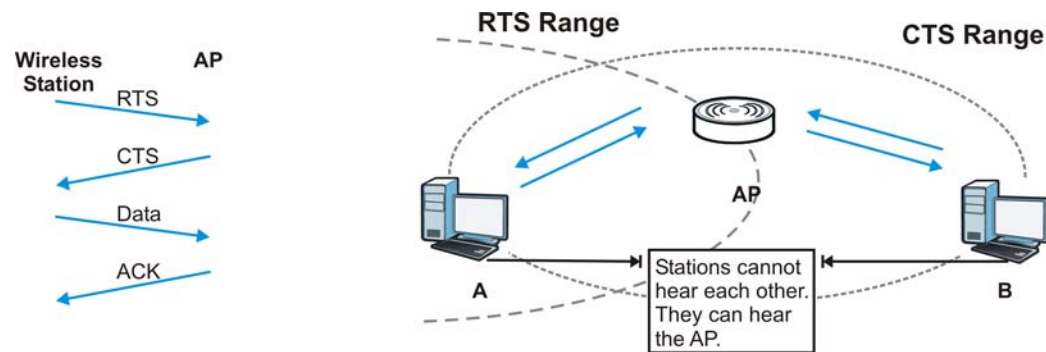 Wireless
Station
AP
RTS
CTS
Data
ACK
RTS Range
CTS Range
AP
A
B
Stations cannot
hear each other.
They can hear
the AP.